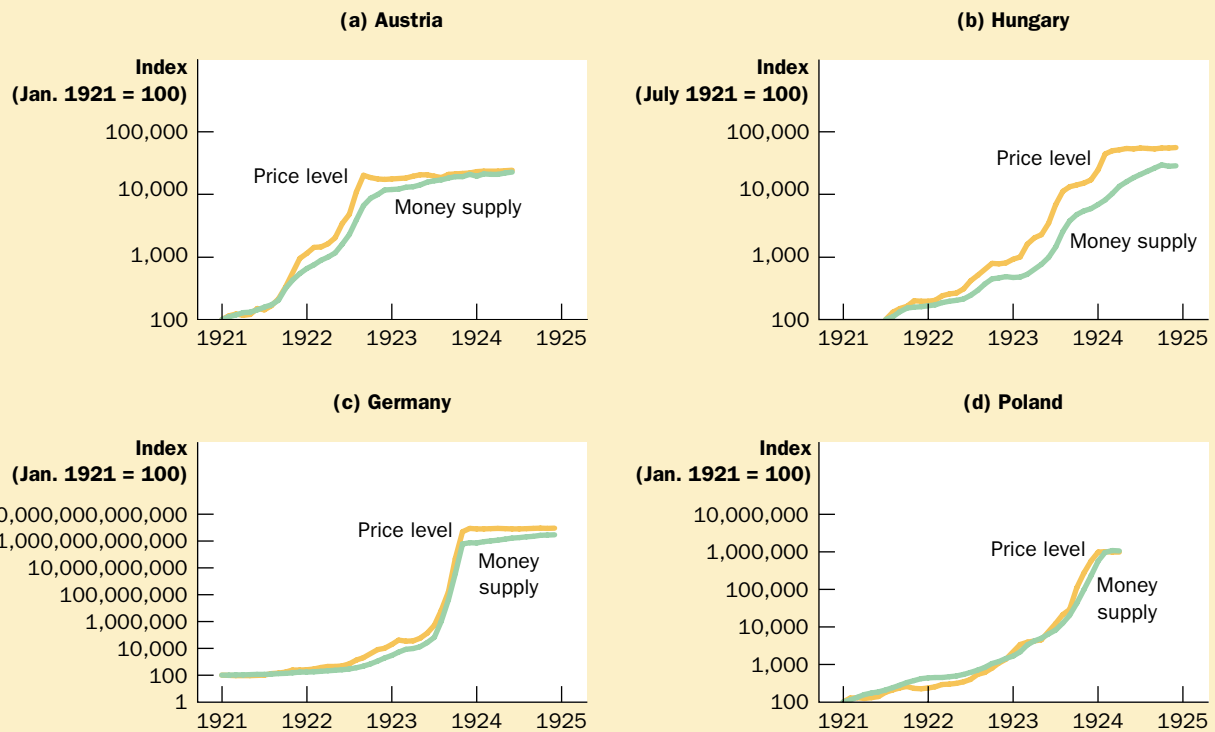 (a) Austria
Index
(Jan. 1921 = 100)
100,000
10,000
1,000
100
Price level
Money supply
1921 1922 1923 1924 1925
(b) Hungary
Index
(July 1921 = 100)
100,000
10,000
1,000
100
Price level
Money supply
1921 1922 1923 1924 1925
(c) Germany
Index
(Jan. 1921 = 100)
0,000,000,000,000
1,000,000,000,000
10,000,000,000
100,000,000
1,000,000
10,000
100
1
Price level
Money
supply
1921 1922 1923 1924 1925
(d) Poland
Index
(Jan. 1921 = 100)
10,000,000
1,000,000
100,000
10,000
1,000
100
Price level
Money
supply
1921 1922 1923 1924 1925